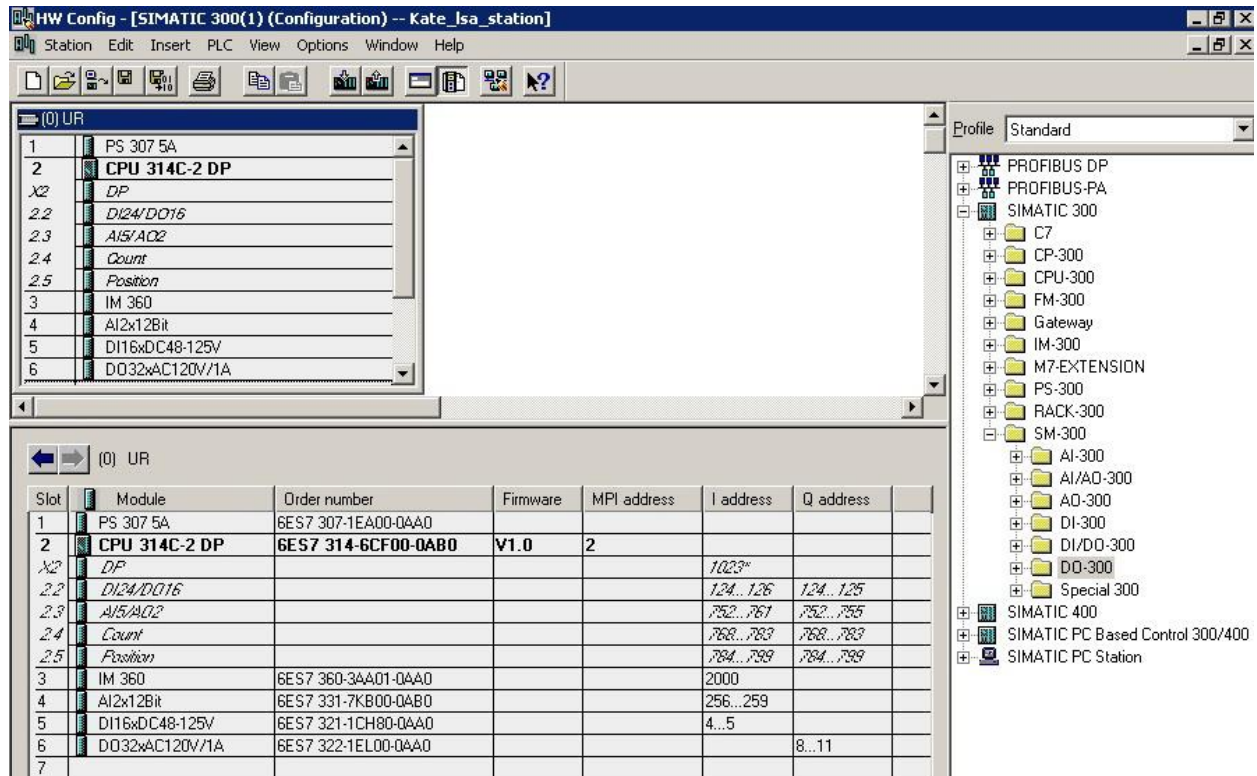 HW Config - [SIMATIC 300(1) (Configuration) -- Kate_lsa_station]
Station Edit Insert PLC View Options Window Help
(0) UR
1 PS 307 5A
2 CPU 314C-2 DP
X2 DP
2.2 DI24/DO16
2.3 AI5/AO2
2.4 Count
2.5 Position
3 IM 360
4 AI2x12Bit
5 DI16xDC48-125V
6 DO32xAC120V/1A
Profile Standard
PROFIBUS DP
PROFIBUS-PA
SIMATIC 300
C7
CP-300
CPU-300
FM-300
Gateway
IM-300
M7-EXTENSION
PS-300
RACK-300
SM-300
AI-300
AI/AO-300
AO-300
DI-300
DI/DO-300
DO-300
Special 300
SIMATIC 400
SIMATIC PC Based Control 300/400
SIMATIC PC Station
(0) UR
Slot Module Order number Firmware MPI address I address Q address
1 PS 307 5A 6ES7 307-1EA00-0AA0
2 CPU 314C-2 DP 6ES7 314-6CF00-0AB0 V1.0 2
X2 DP 1023*
2.2 DI24/DO16 124...126 124...125
2.3 AI5/AO2 752...761 752...755
2.4 Count 768...783 768...783
2.5 Position 784...799 784...799
3 IM 360 6ES7 360-3AA01-0AA0 2000
4 AI2x12Bit 6ES7 331-7KB00-0AB0 256...259
5 DI16xDC48-125V 6ES7 321-1CH80-0AA0 4...5
6 DO32xAC120V/1A 6ES7 322-1EL00-0AA0 8...11
7